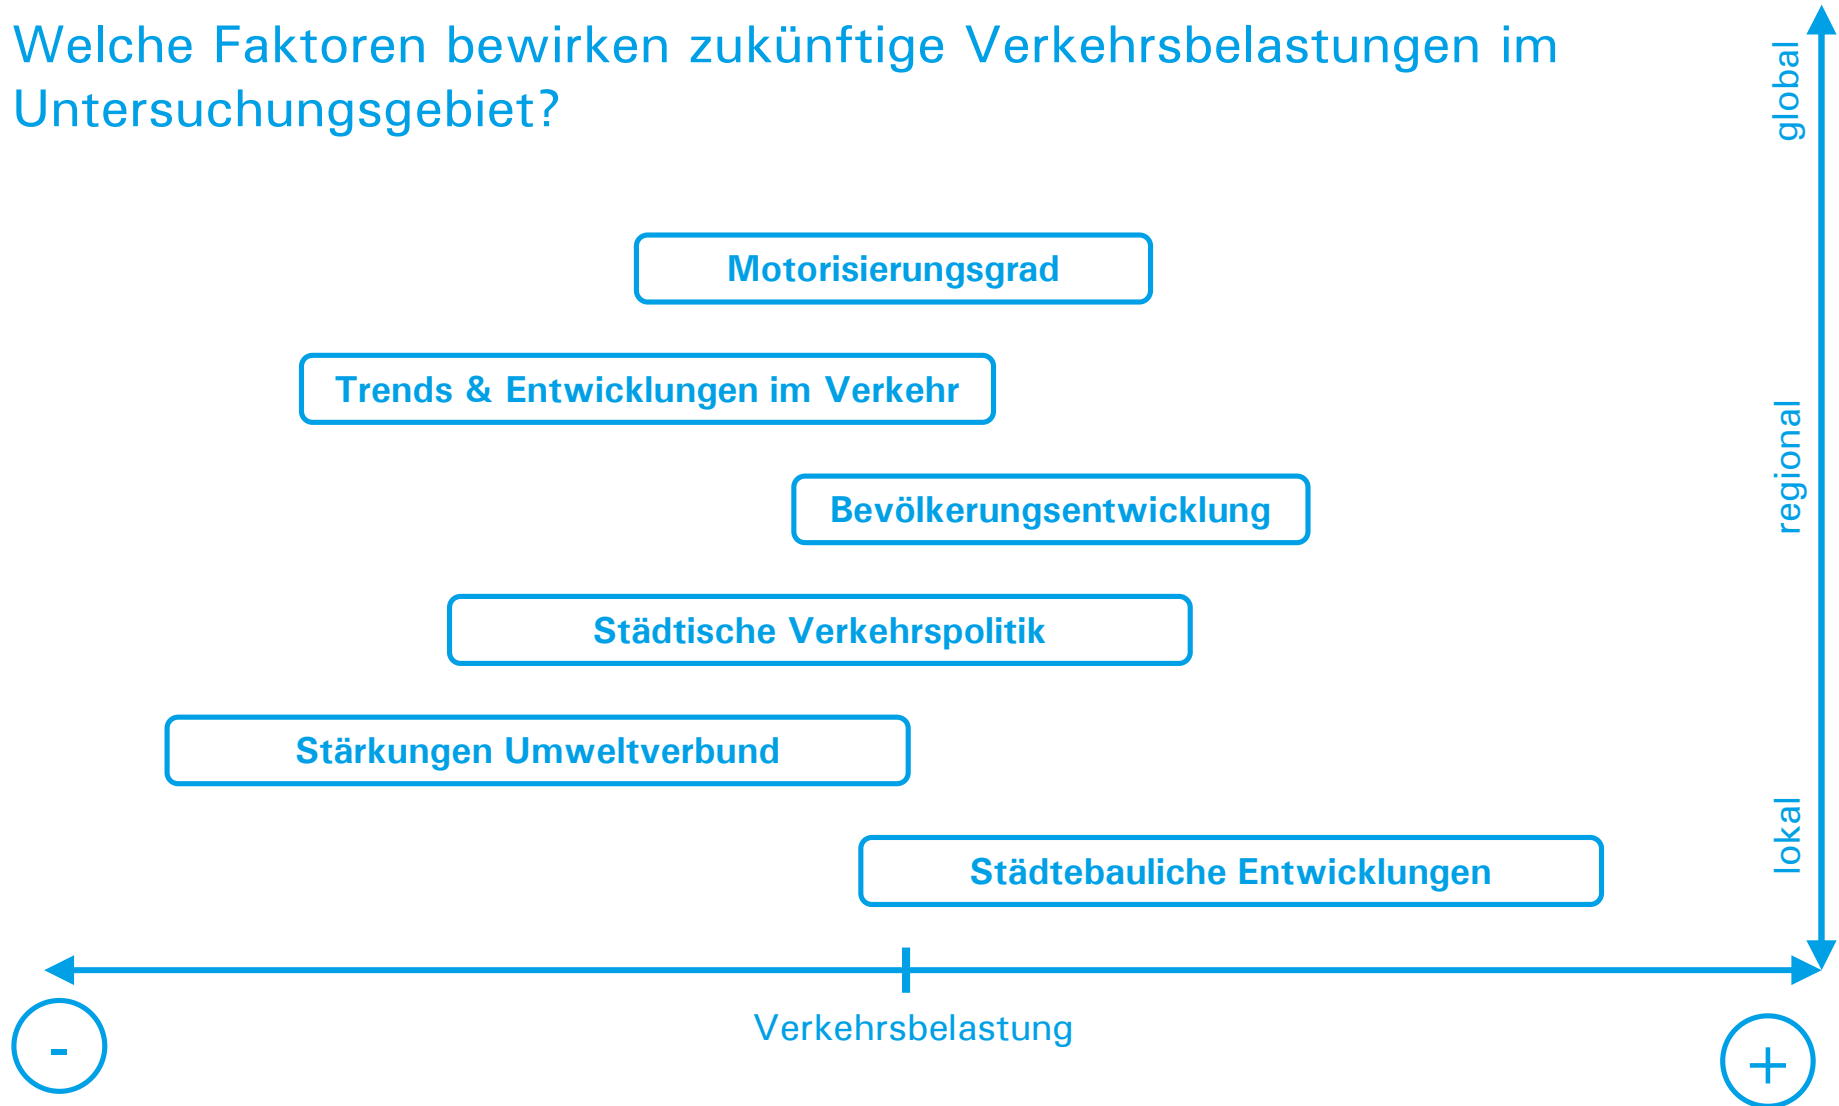 Welche Faktoren bewirken zukünftige Verkehrsbelastungen im
Untersuchungsgebiet?
global
Motorisierungsgrad
Trends & Entwicklungen im Verkehr
regional
Bevölkerungsentwicklung
Städtische Verkehrspolitik
Stärkungen Umweltverbund
lokal
Städtebauliche Entwicklungen
Verkehrsbelastung
-
+